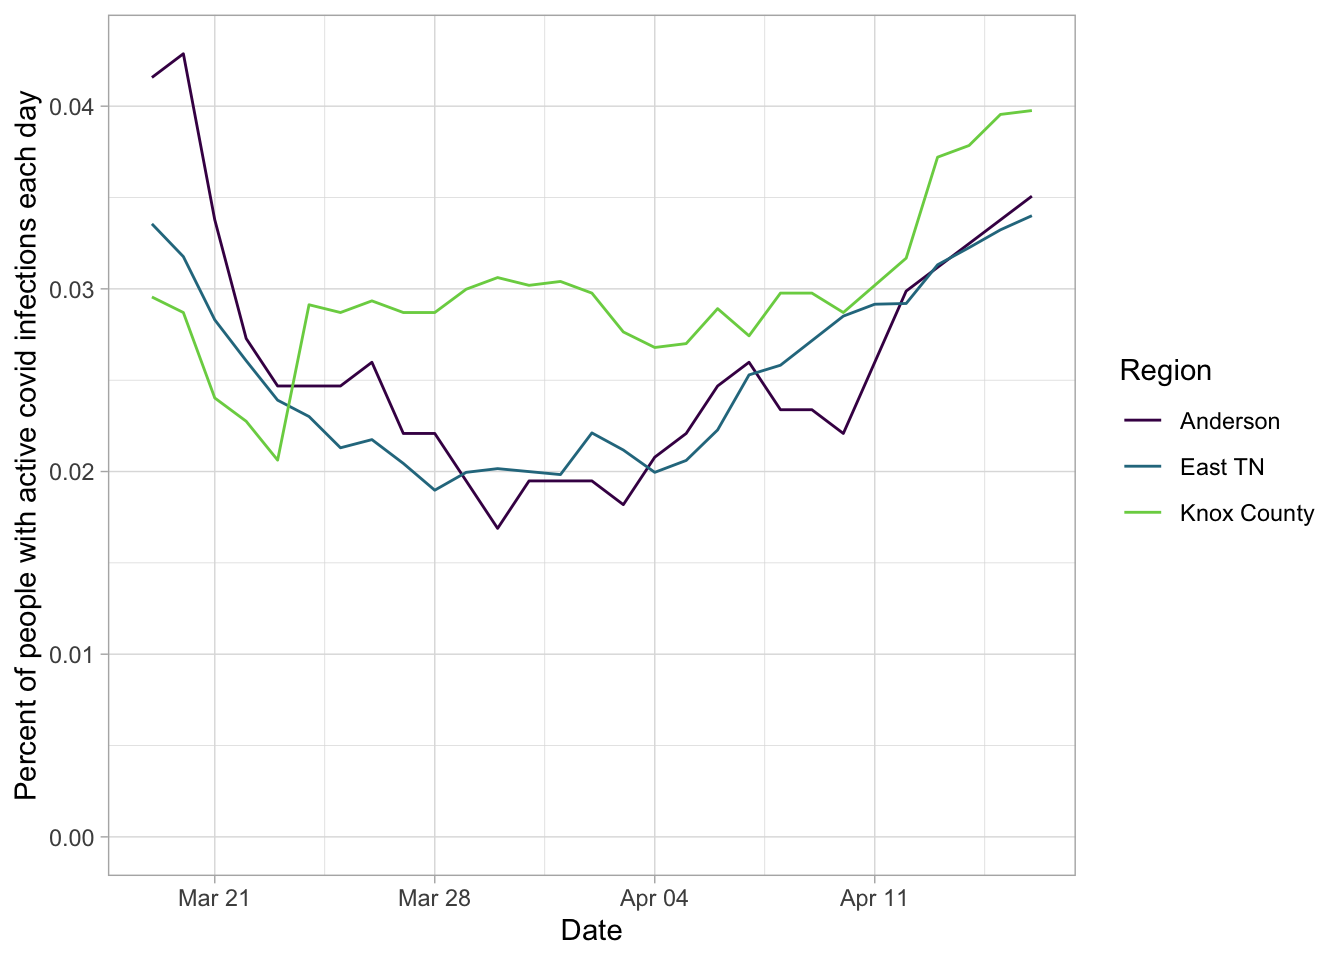 Percent of people with active covid infections each day
0.04
0.03
0.02
0.01
0.00
Mar 21
Mar 28
Apr 04
Apr 11
Date
Region
Anderson
East TN
Knox County